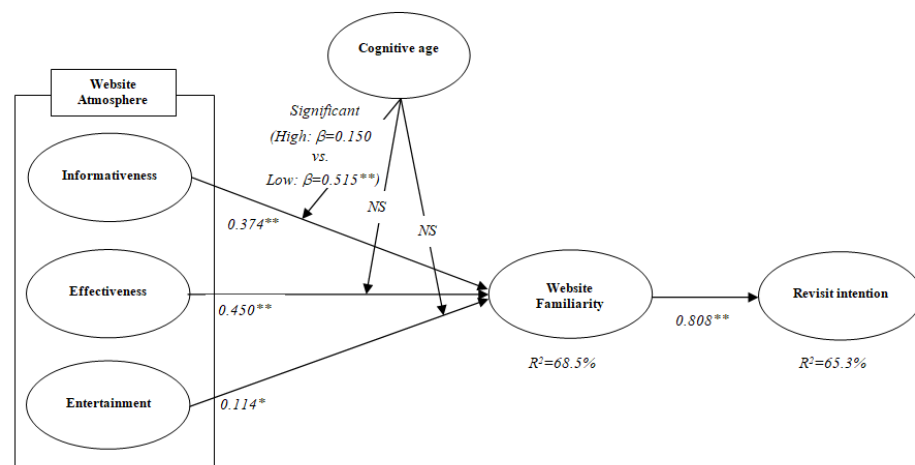 Cognitive age
Website
Atmosphere
Significant
(High: β=0.150
vs.
Low: β=0.515**)
Informativeness
NS
NS
0.374**
Effectiveness
0.450**
Website
Familiarity
Revisit intention
0.808**
R²=68.5%
R²=65.3%
Entertainment
0.114*